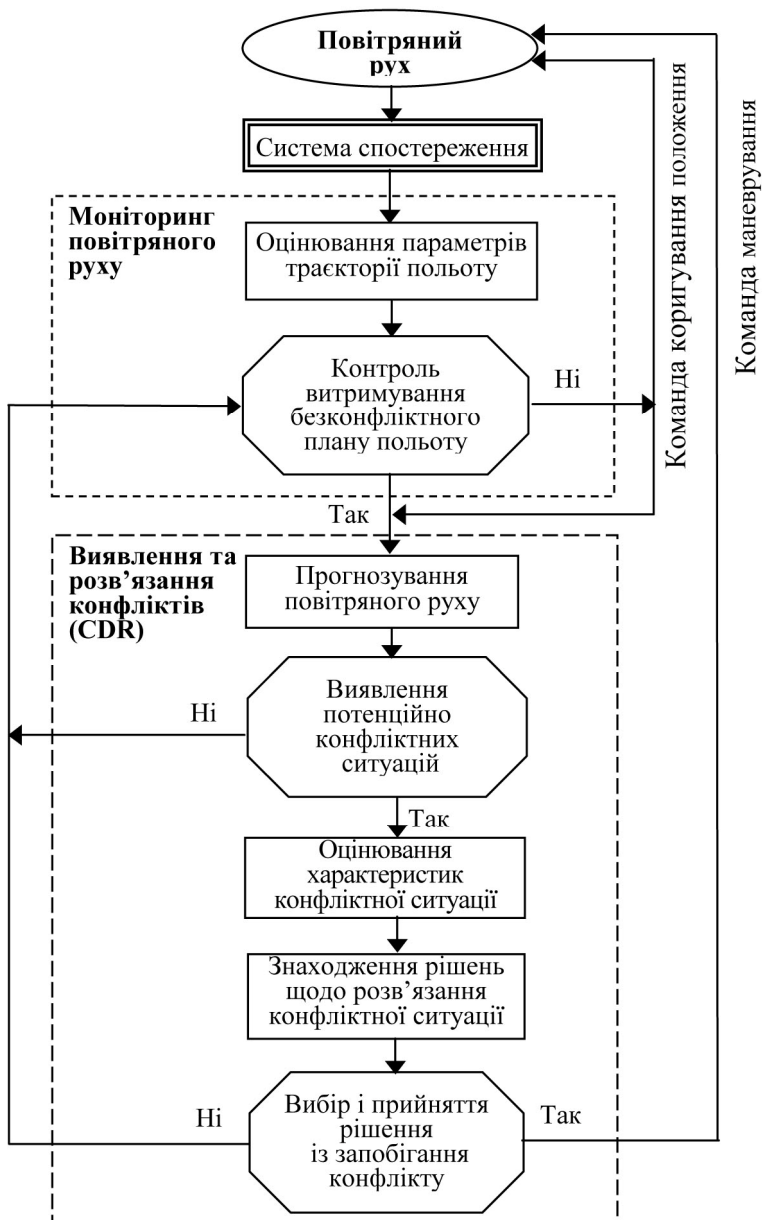 Повітряний
рух
Система спостереження
Моніторинг
повітряного
руху
Оцінювання параметрів
траєкторії польоту
Контроль
витримування
безконфліктного
плану польоту
Ні
Команда коригування положення
Команда маневрування
Так
Виявлення та
розв’язання
конфліктів
(CDR)
Прогнозування
повітряного руху
Виявлення
потенційно
конфліктних
ситуацій
Ні
Так
Оцінювання
характеристик
конфліктної ситуації
Знаходження рішень
щодо розв’язання
конфліктної ситуації
Вибір і прийняття
рішення
із запобігання
конфлікту
Ні
Так